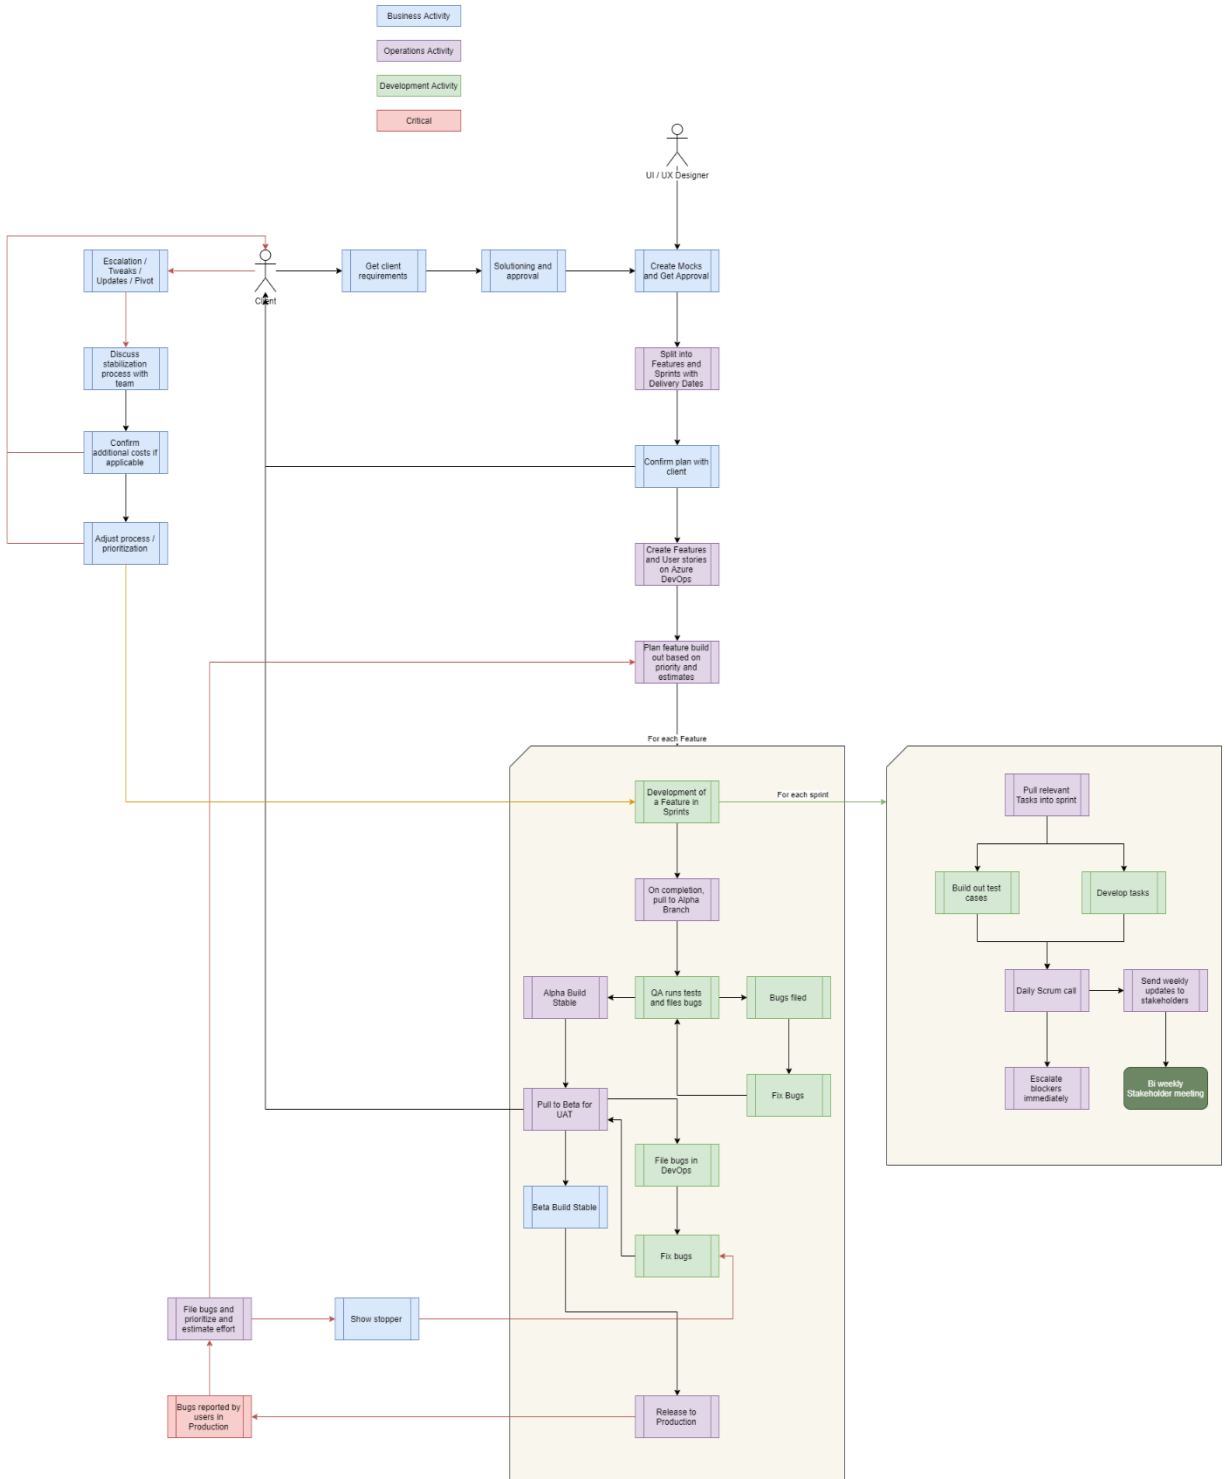 Business Activity
Operations Activity
Development Activity
Critical
UI / UX Designer
Escalation /
Tweaks /
Updates / Pivot
Client
Get client
requirements
Solutioning and
approval
Create Mocks
and Get Approval
Discuss
stabilization
process with
team
Split into
Features and
Sprints with
Delivery Dates
Confirm
additional costs if
applicable
Confirm plan with
client
Adjust process /
prioritization
Create Features
and User stories
on Azure
DevOps
Plan feature build
out based on
priority and
estimates
For each Feature
Development of
a Feature in
Sprints
For each sprint
Pull relevant
Tasks into sprint
On completion,
pull to Alpha
Branch
Build out test
cases
Develop tasks
Alpha Build
Stable
QA runs tests
and files bugs
Bugs filed
Daily Scrum call
Send weekly
updates to
stakeholders
Pull to Beta for
UAT
Fix Bugs
Escalate
blockers
immediately
Bi weekly
Stakeholder meeting
File bugs in
DevOps
Beta Build Stable
Fix bugs
File bugs and
prioritize and
estimate effort
Show stopper
Bugs reported by
users in
Production
Release to
Production